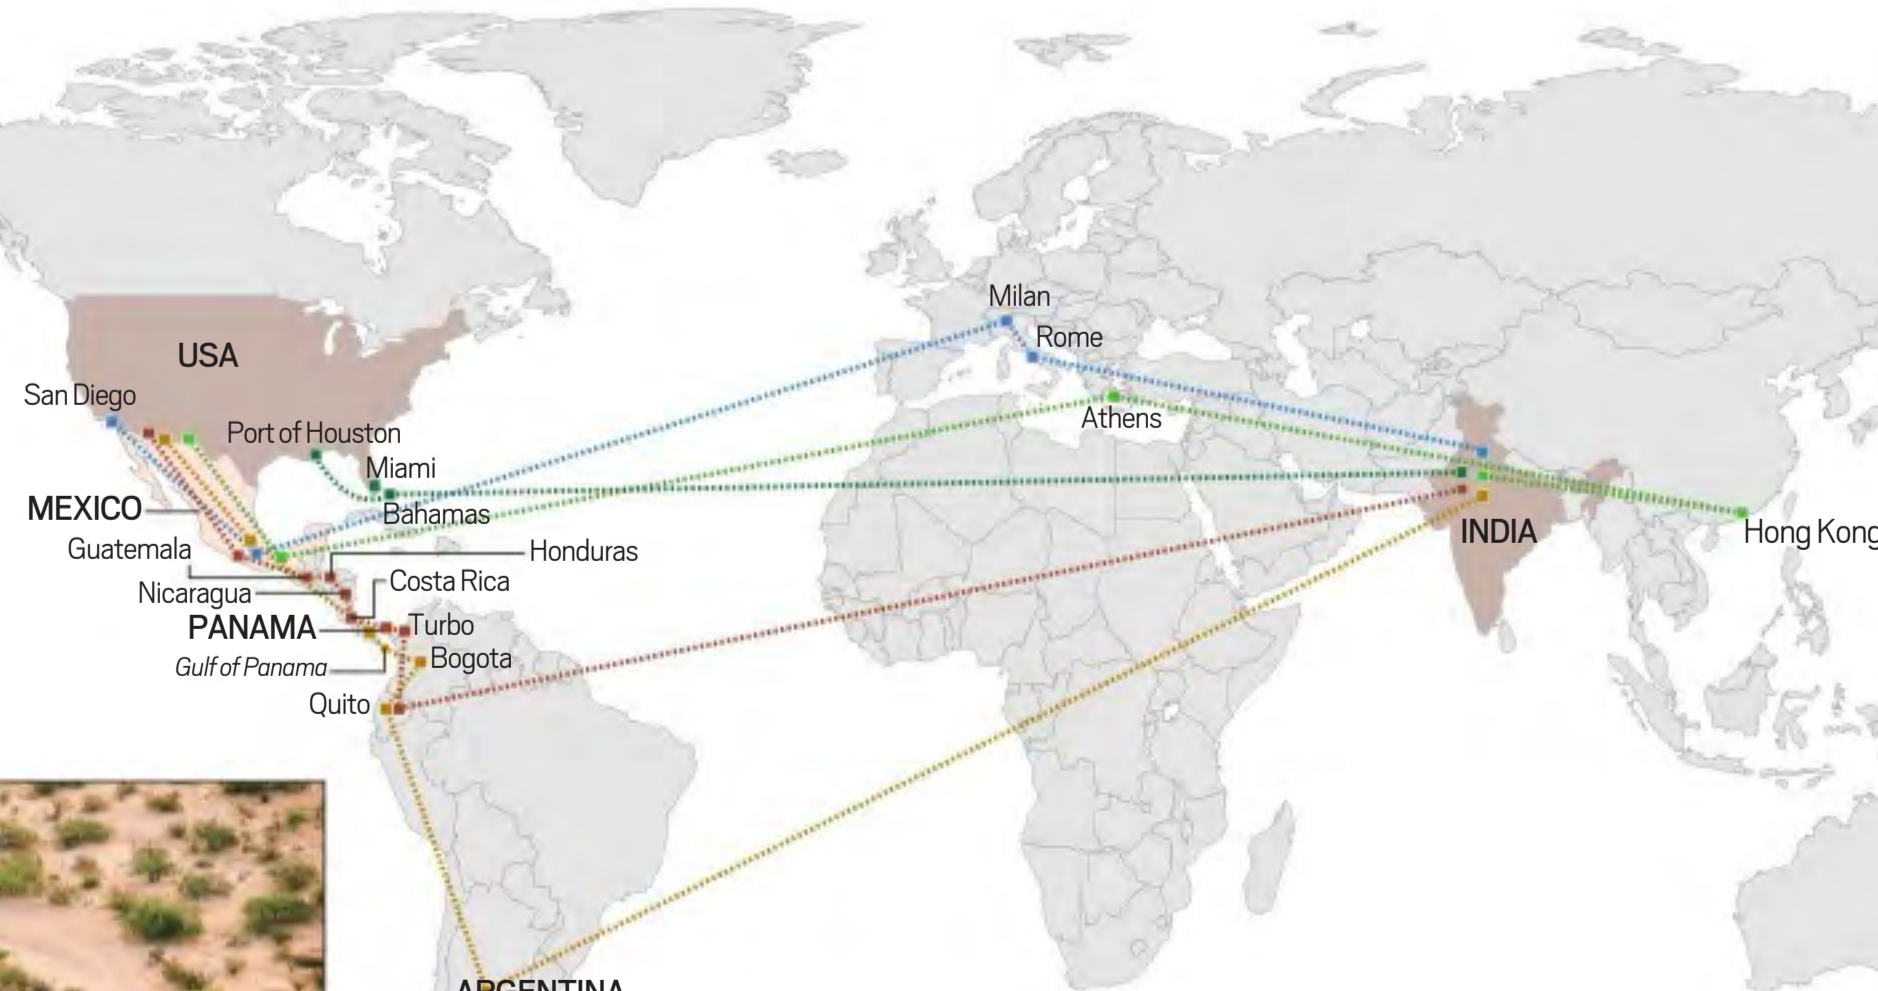 Milan
Rome
USA
San Diego
Port of Houston
Athens
Miami
MEXICO
Bahamas
INDIA
Hong Kong
Guatemala
Honduras
Costa Rica
Nicaragua
PANAMA
Turbo
Gulf of Panama
Bogota
Quito
ARGENTINA